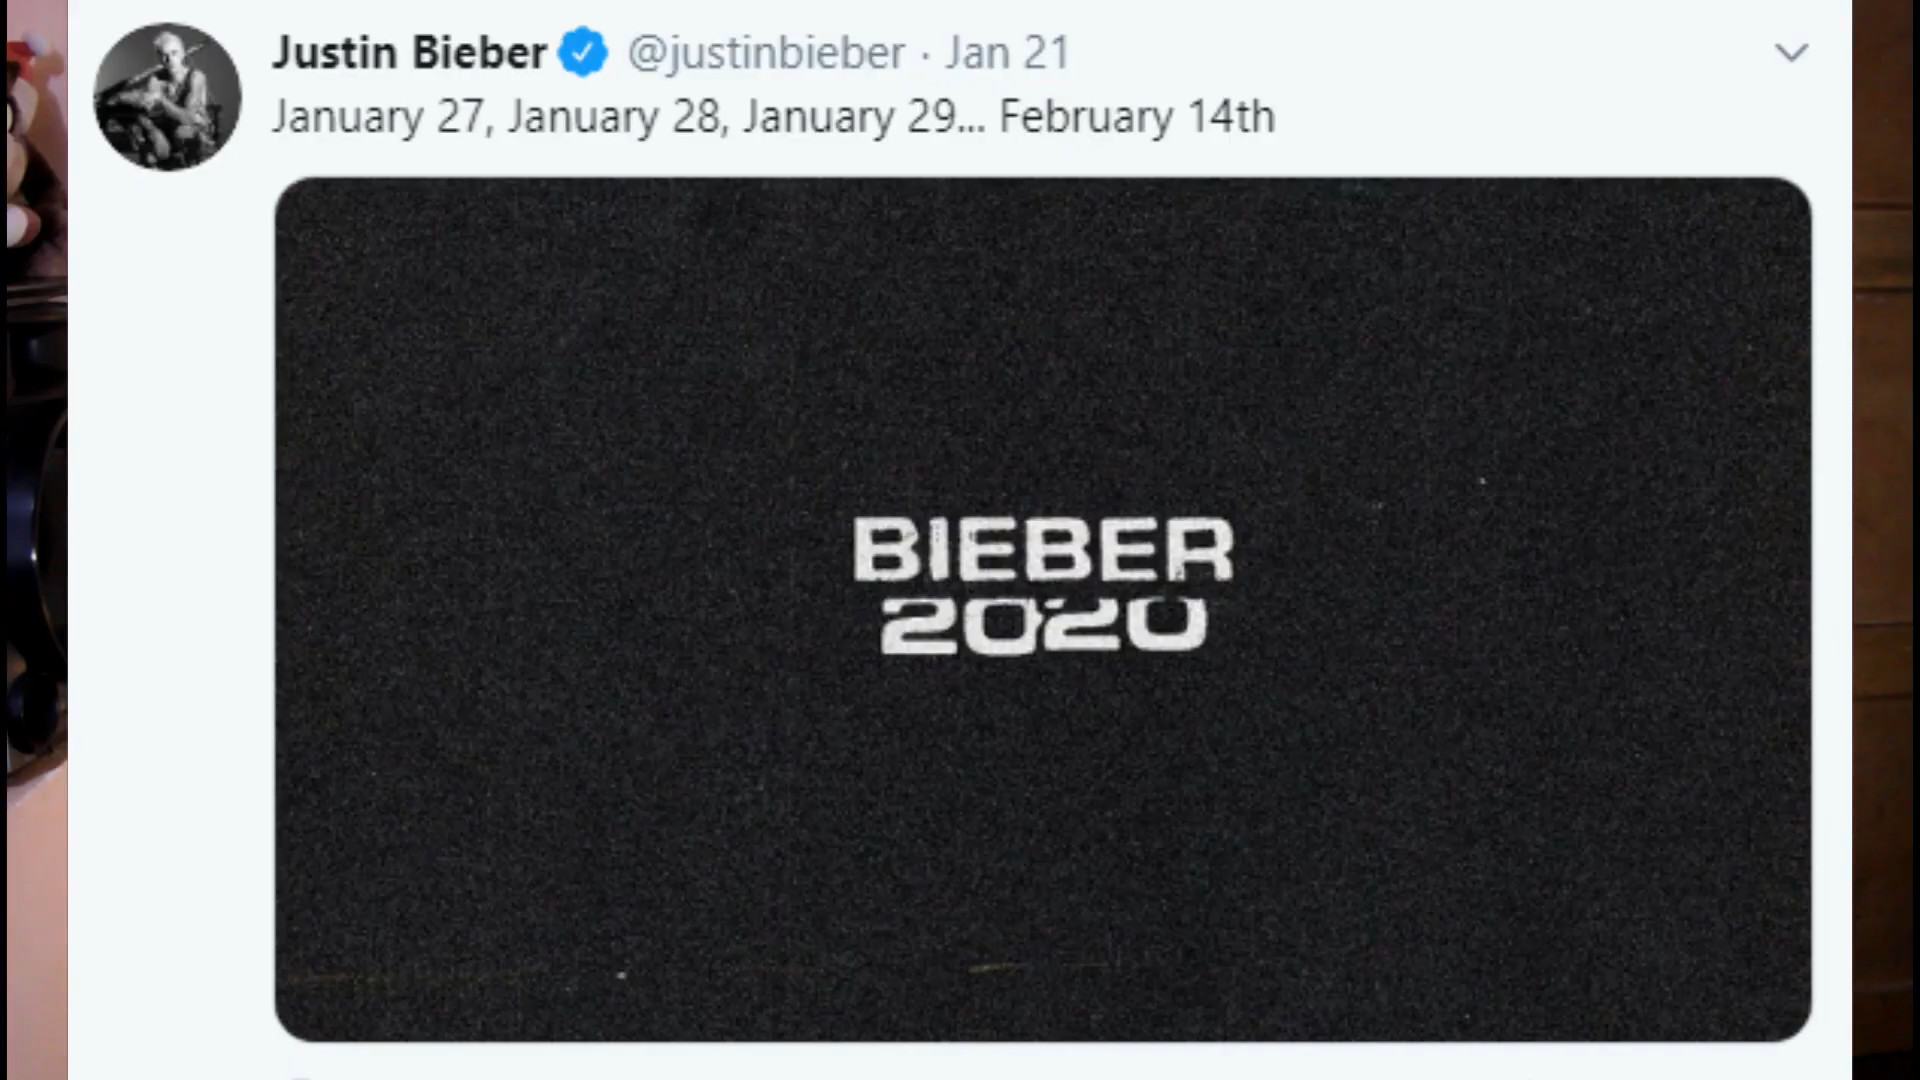 Justin Bieber @justinbieber · Jan 21
January 27, January 28, January 29... February 14th
BIEBER
2020